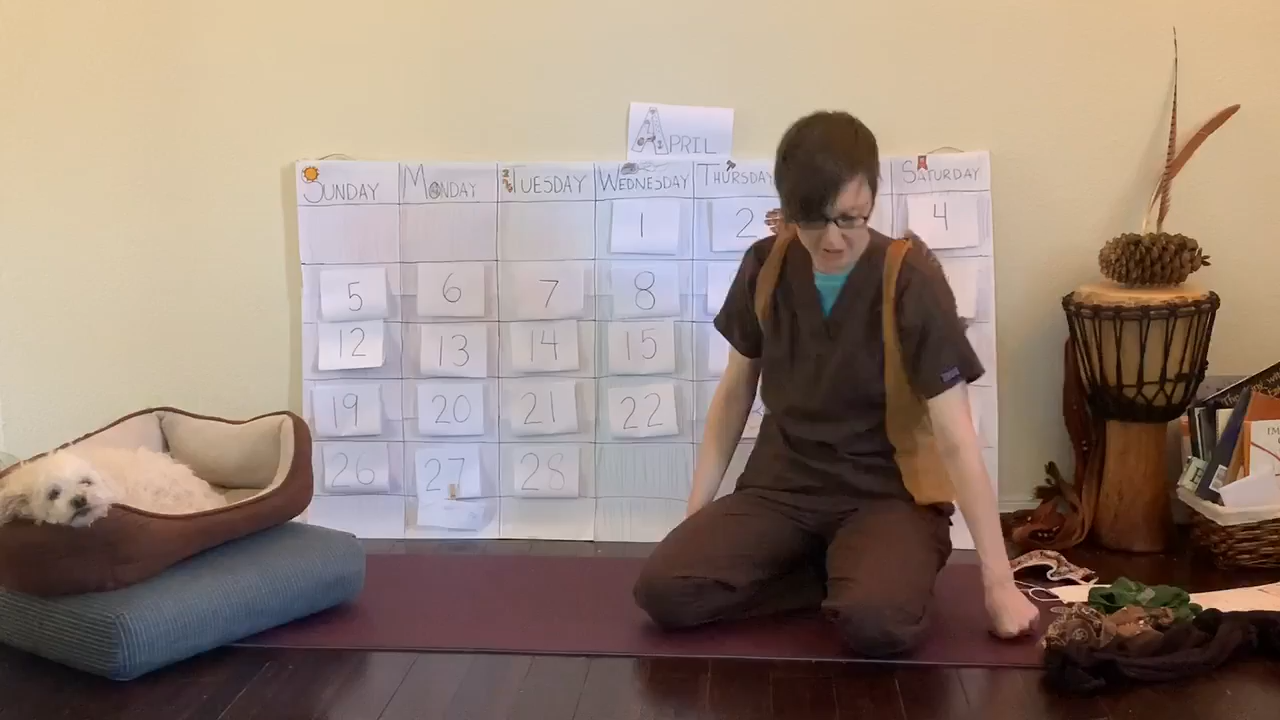 APRIL
SUNDAY MONDAY TUESDAY WEDNESDAY THURSDAY SATURDAY
1 2 4
5 6 7 8
12 13 14 15
19 20 21 22
26 27 28